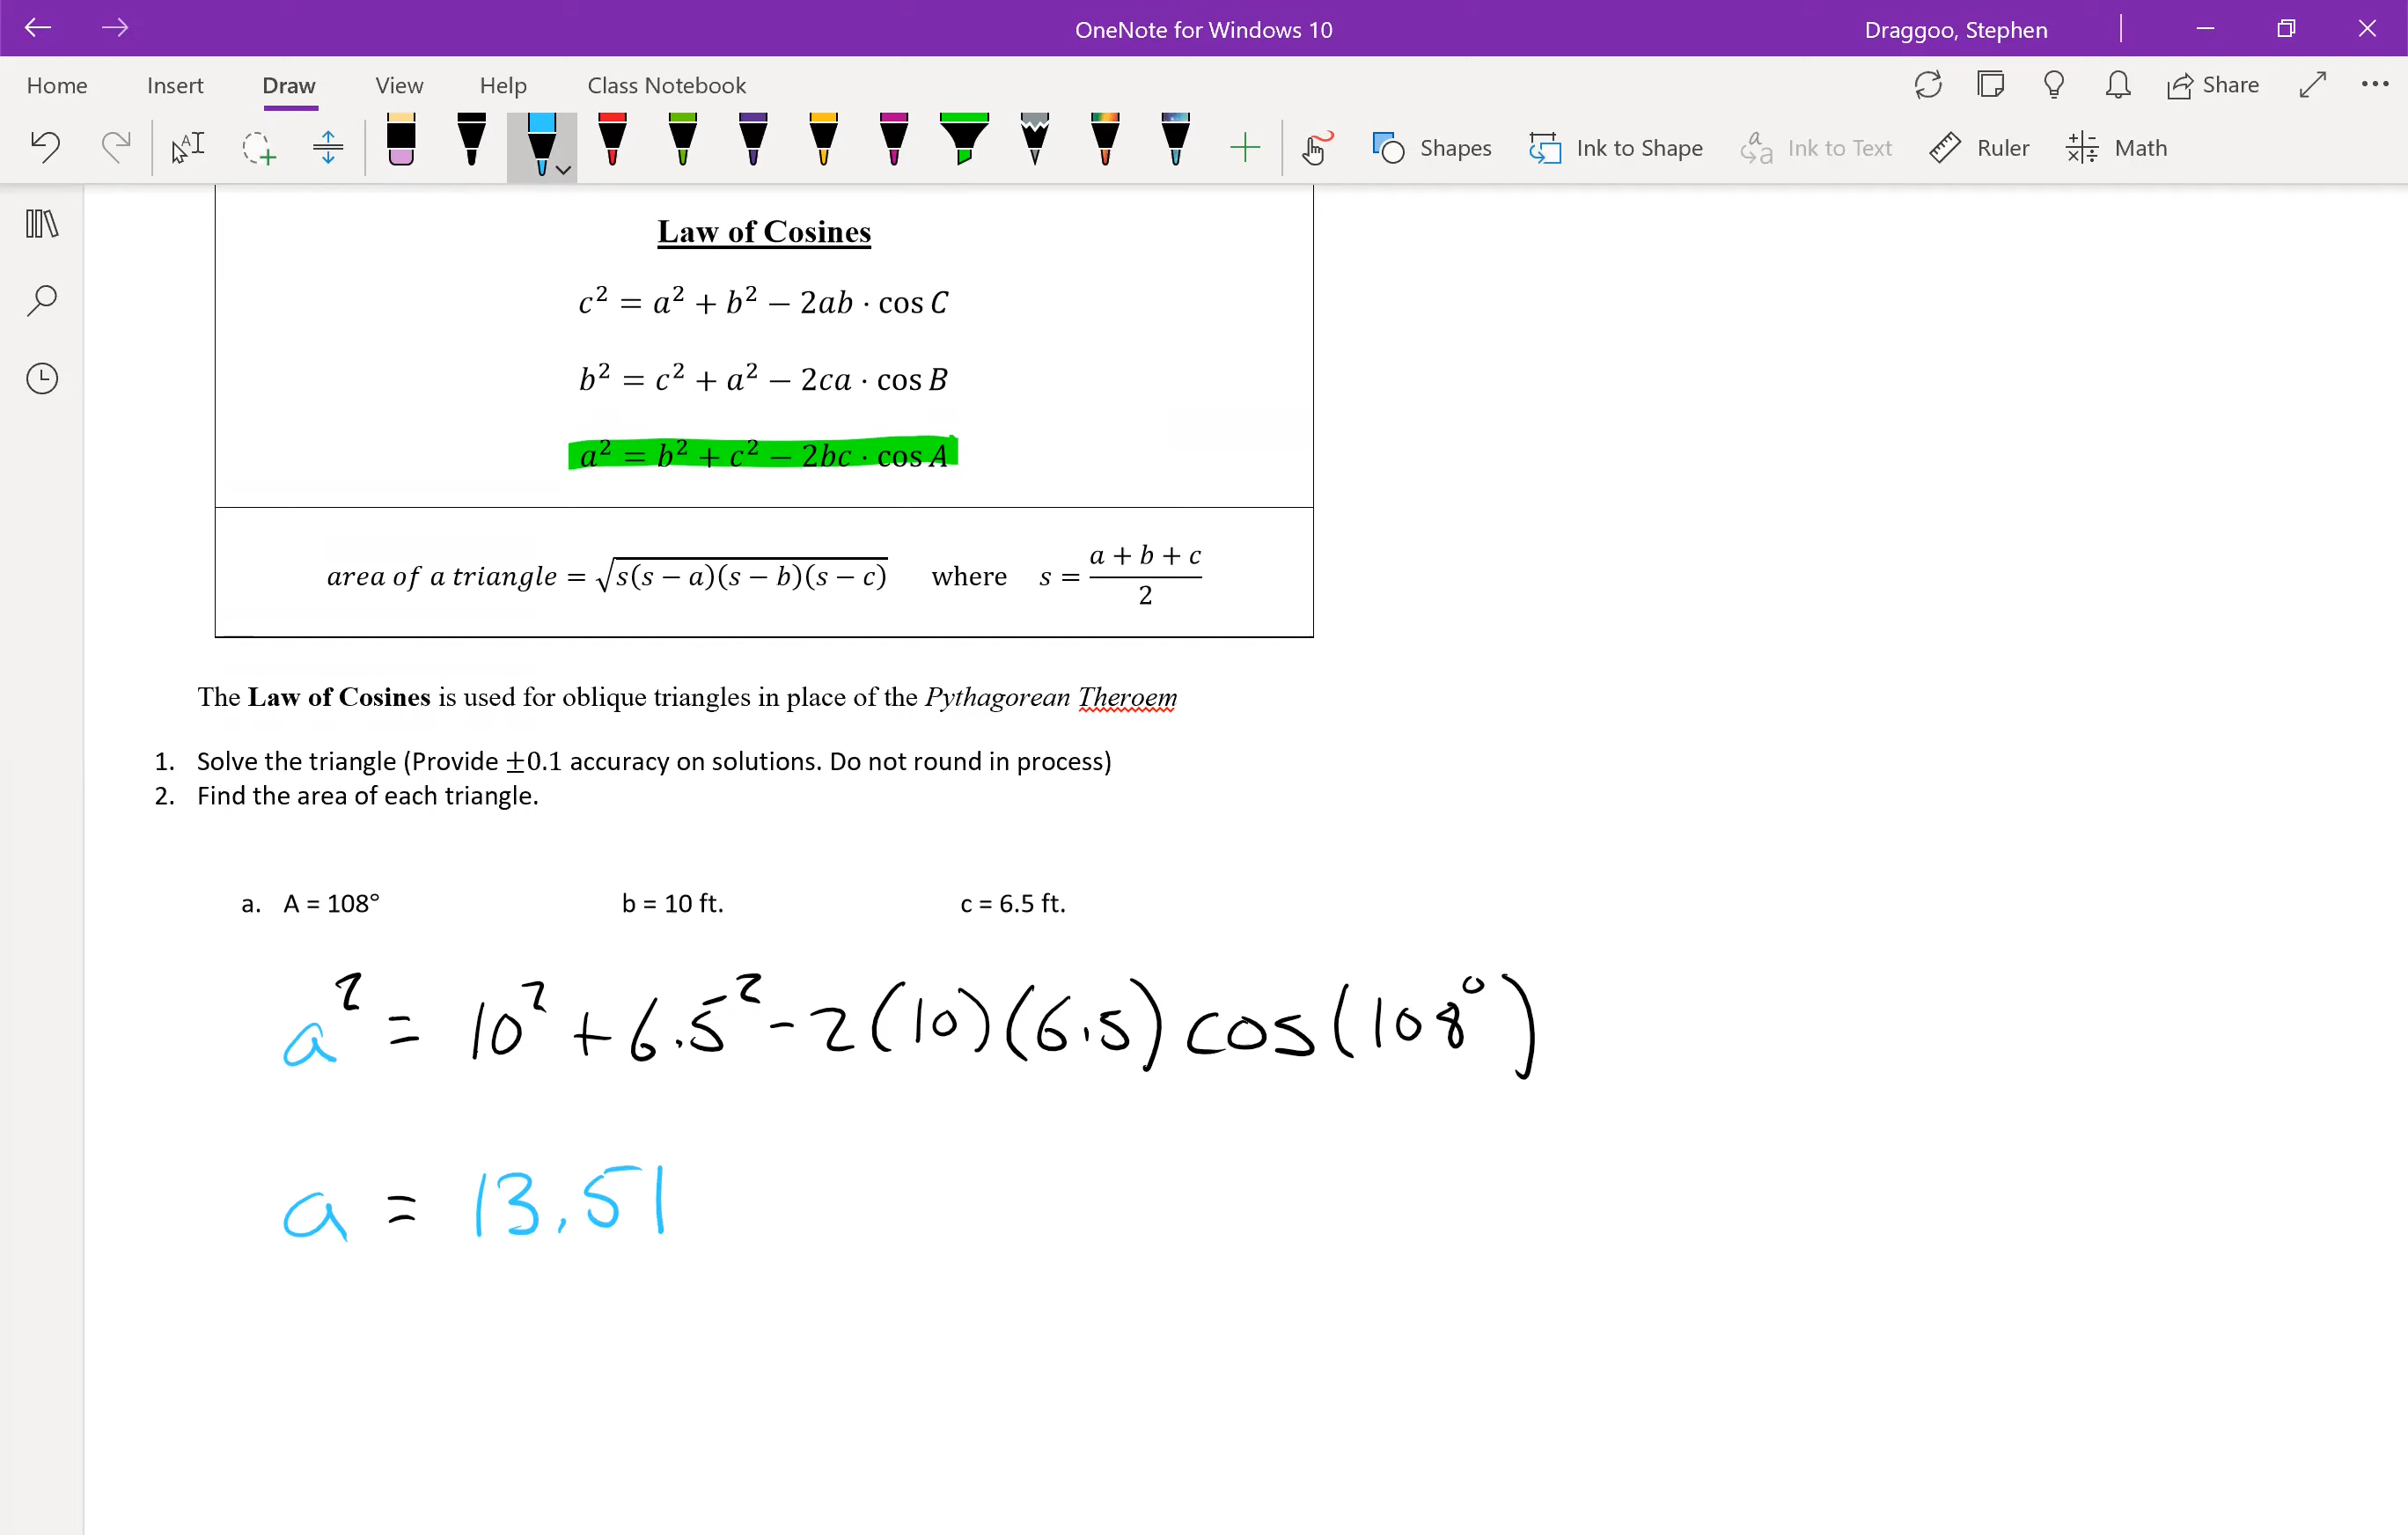 OneNote for Windows 10
Draggoo, Stephen
Home Insert Draw View Help Class Notebook Share
Shapes Ink to Shape Ink to Text Ruler Math
Law of Cosines
c² = a² + b² − 2ab · cos C
b² = c² + a² − 2ca · cos B
a² = b² + c² − 2bc · cos A
area of a triangle = √s(s − a)(s − b)(s − c) where s = (a + b + c)/2
The Law of Cosines is used for oblique triangles in place of the Pythagorean Theroem
1. Solve the triangle (Provide ±0.1 accuracy on solutions. Do not round in process)
2. Find the area of each triangle.
a. A = 108° b = 10 ft. c = 6.5 ft.
a² = 10² + 6.5² - 2(10)(6.5) cos(108°)
a = 13.51